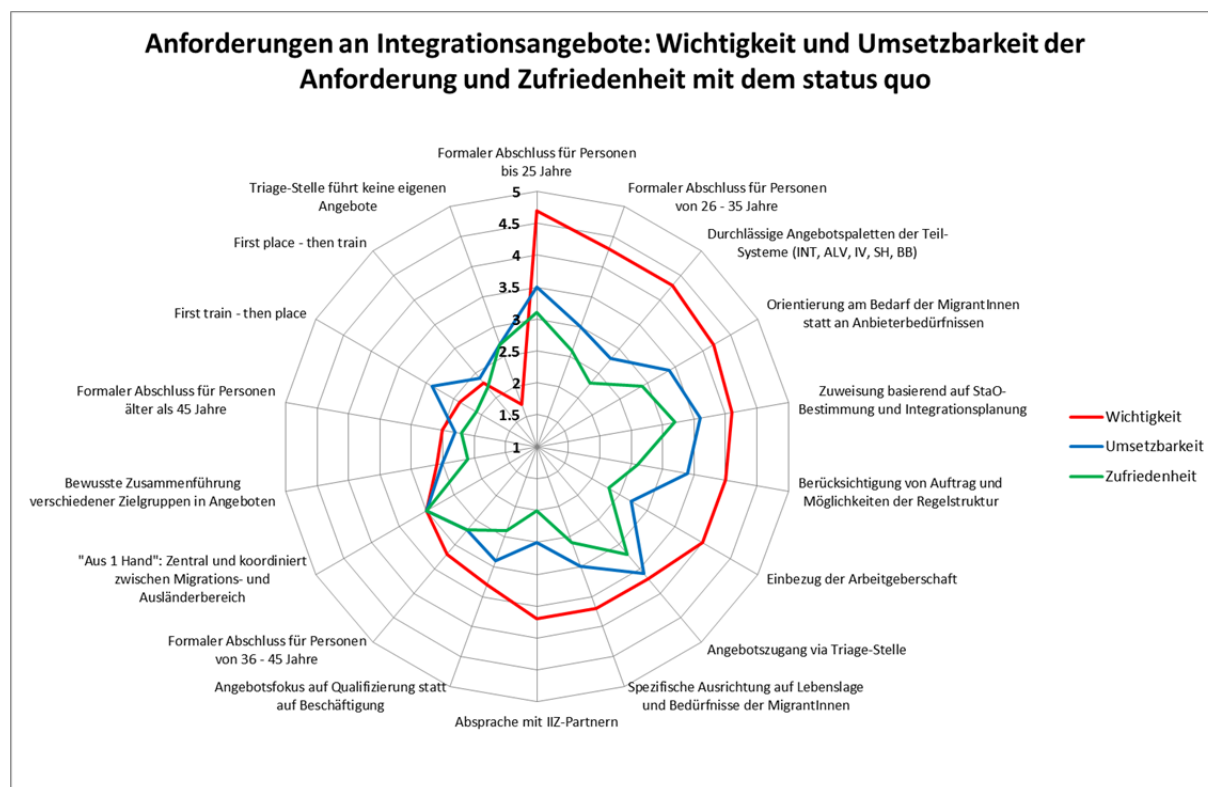 Anforderungen an Integrationsangebote: Wichtigkeit und Umsetzbarkeit der
Anforderung und Zufriedenheit mit dem status quo
Formaler Abschluss für Personen
bis 25 Jahre
Formaler Abschluss für Personen
von 26 - 35 Jahre
Durchlässige Angebotspaletten der Teil-
Systeme (INT, ALV, IV, SH, BB)
Orientierung am Bedarf der MigrantInnen
statt an Anbieterbedürfnissen
Zuweisung basierend auf StaO-
Bestimmung und Integrationsplanung
Berücksichtigung von Auftrag und
Möglichkeiten der Regelstruktur
Einbezug der Arbeitgeberschaft
Angebotszugang via Triage-Stelle
Spezifische Ausrichtung auf Lebenslage
und Bedürfnisse der MigrantInnen
Absprache mit IIZ-Partnern
Angebotsfokus auf Qualifizierung statt
auf Beschäftigung
Formaler Abschluss für Personen
von 36 - 45 Jahre
"Aus 1 Hand": Zentral und koordiniert
zwischen Migrations- und
Ausländerbereich
Bewusste Zusammenführung
verschiedener Zielgruppen in Angeboten
Formaler Abschluss für Personen
älter als 45 Jahre
First train - then place
First place - then train
Triage-Stelle führt keine eigenen
Angebote
5
4.5
4
3.5
3
2.5
2
1.5
1
Wichtigkeit
Umsetzbarkeit
Zufriedenheit